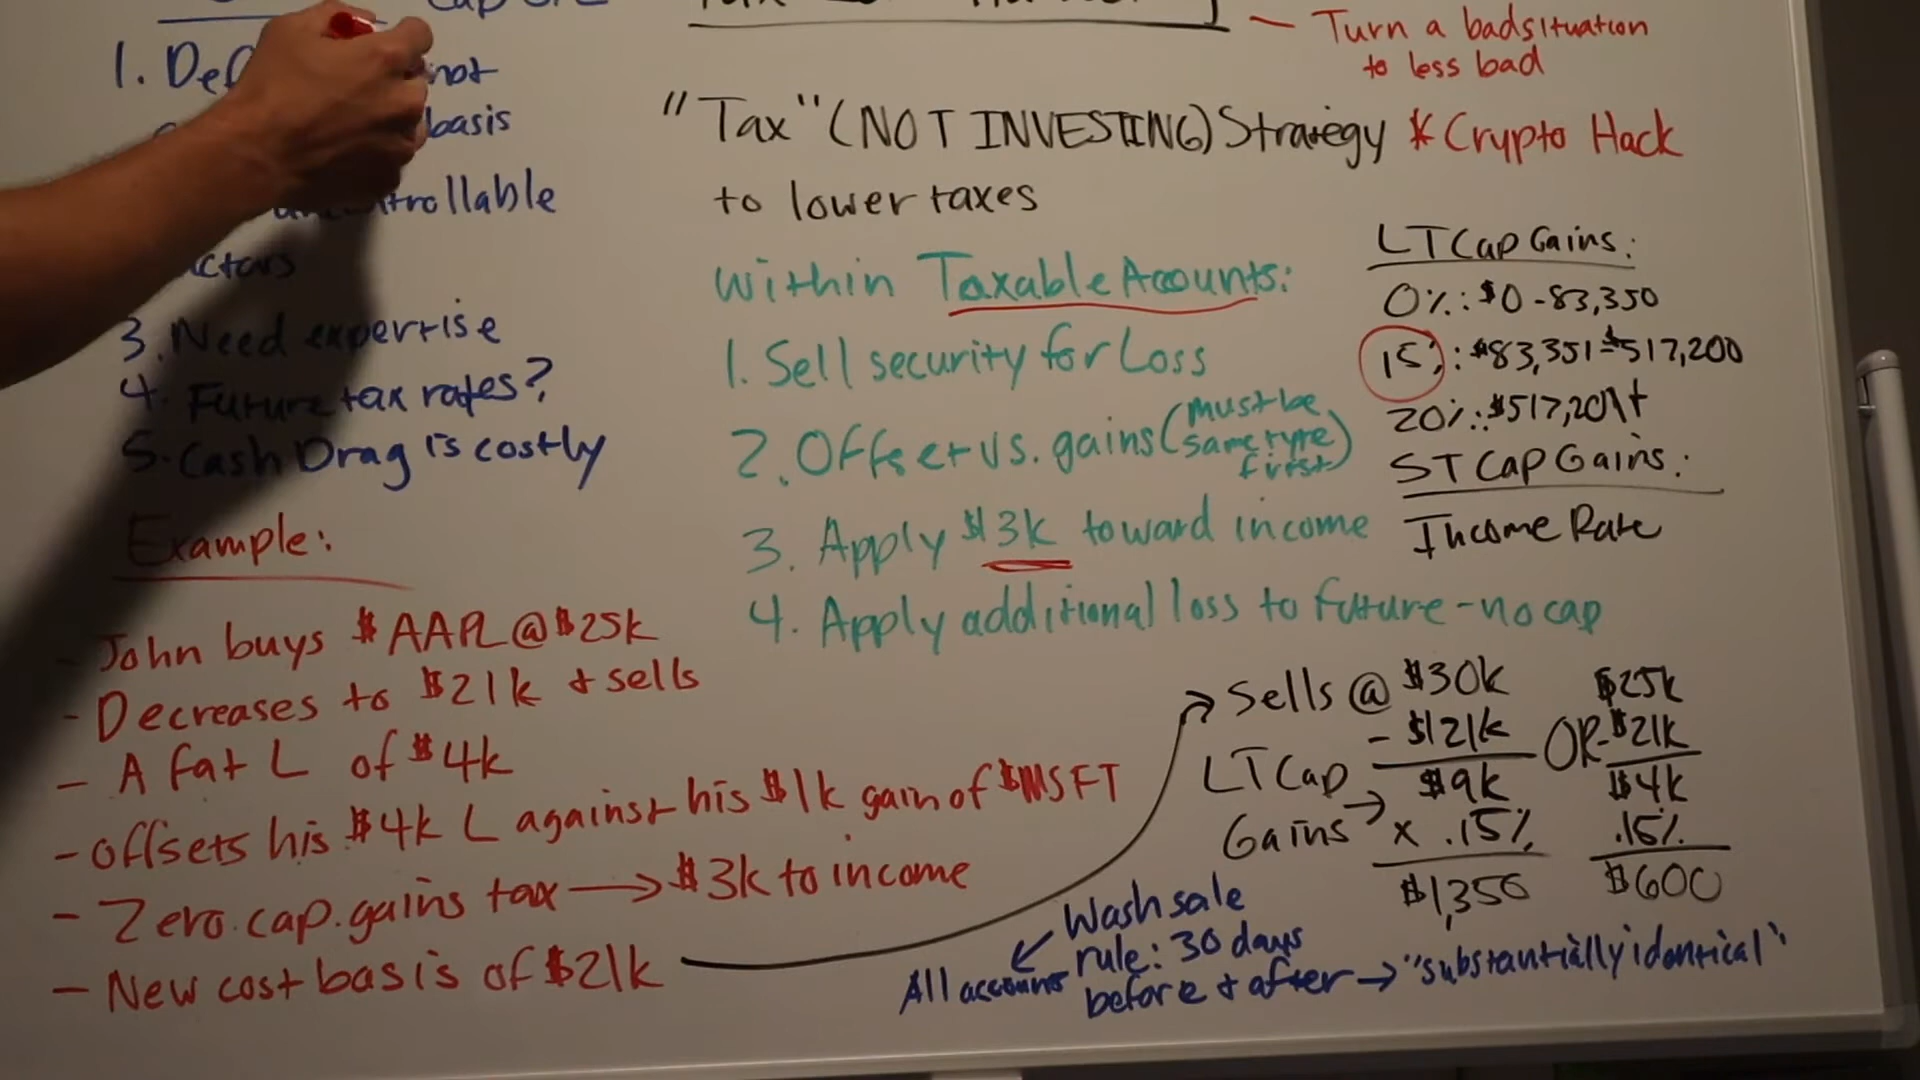 1. Def not
basis
trollable
ctors
3. Need expertise
4. Future tax rates?
5. Cash Drag is costly
Example:
- John buys $AAPL @ $25k
- Decreases to $21k & sells
- A fat L of $4k
- offsets his $4k L against his $1k gain of $MSFT
- Zero cap. gains tax → $3k to income
- New cost basis of $21k
- Turn a bad situation
to less bad
"Tax" (NOT INVESTING) Strategy * Crypto Hack
to lower taxes
within Taxable Accounts:
1. Sell security for Loss
2. Offset vs. gains (must be
same type
first)
3. Apply $3k toward income
4. Apply additional loss to future - no cap
LT Cap Gains:
0%: $0 - 83,350
15%: $83,351 - $517,200
20%: $517,201+
ST Cap Gains:
Income Rate
Sells @ $30k
- $21k
LT Cap
Gains →
$9k
x .15%
$1,350
OR
$25k
- $21k
$4k
.15%
$600
Wash sale
rule: 30 days
before & after → "substantially identical"
All accounts